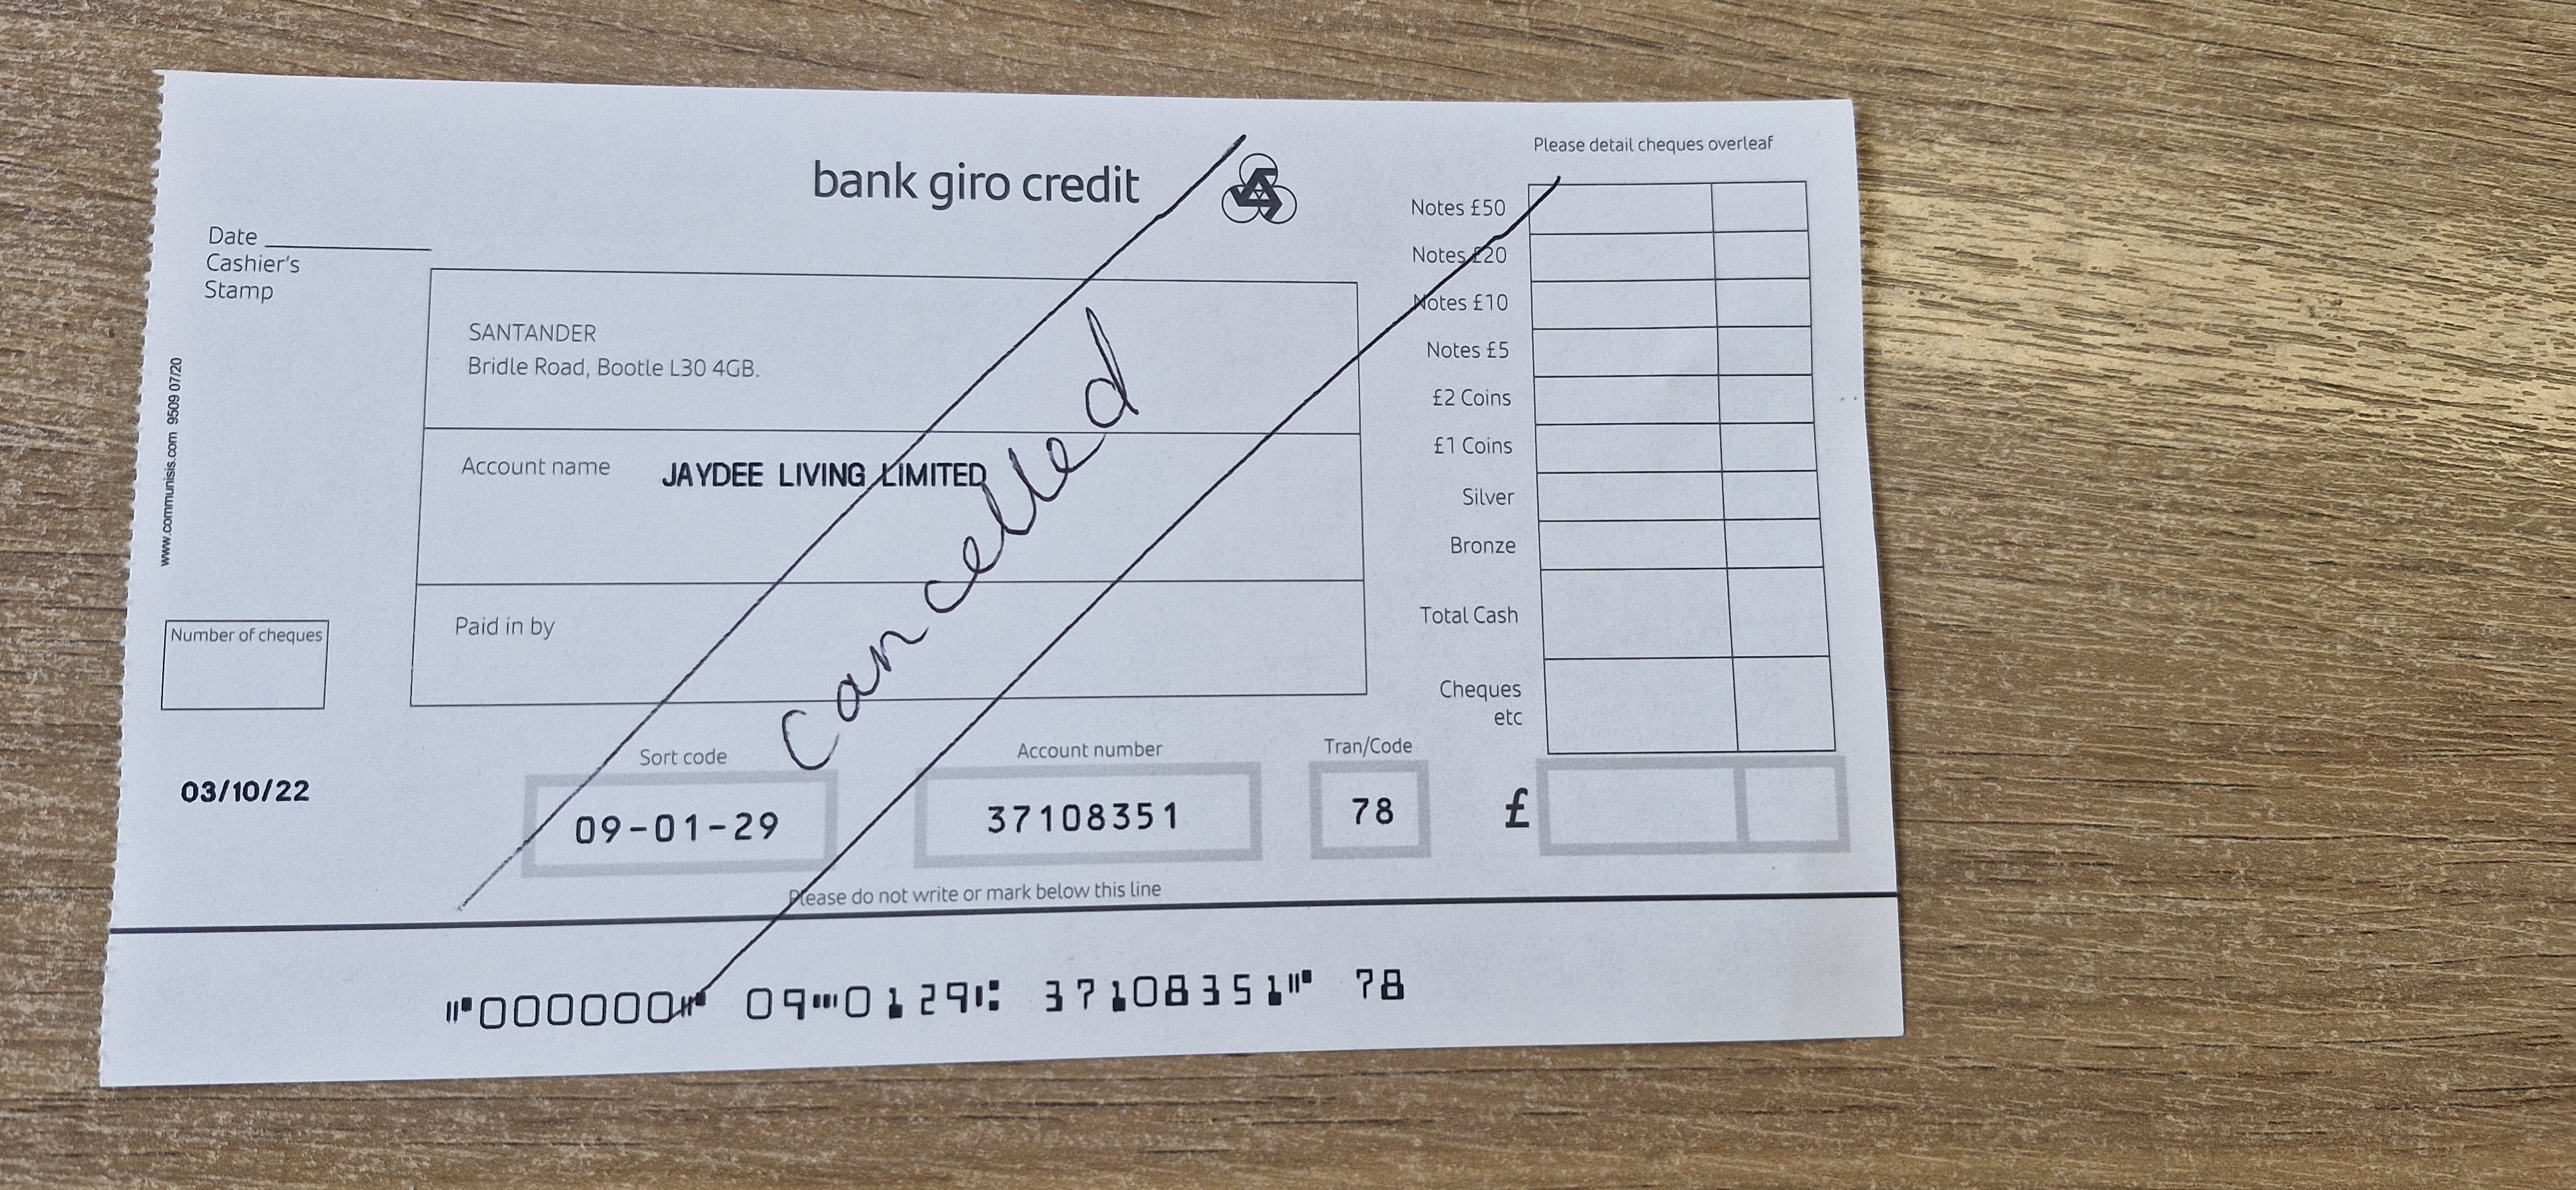 Please detail cheques overleaf
bank giro credit
Date
Cashier's
Stamp
SANTANDER
Bridle Road, Bootle L30 4GB.
Account name JAYDEE LIVING LIMITED
Paid in by
cancelled
www.communisis.com 9509 07/20
Number of cheques
03/10/22
Notes £50
Notes £20
Notes £10
Notes £5
£2 Coins
£1 Coins
Silver
Bronze
Total Cash
Cheques
etc
Sort code Account number Tran/Code
09-01-29 37108351 78 £
Please do not write or mark below this line
⑈000000⑈ 09⑉0129⑆ 37108351⑈ 78